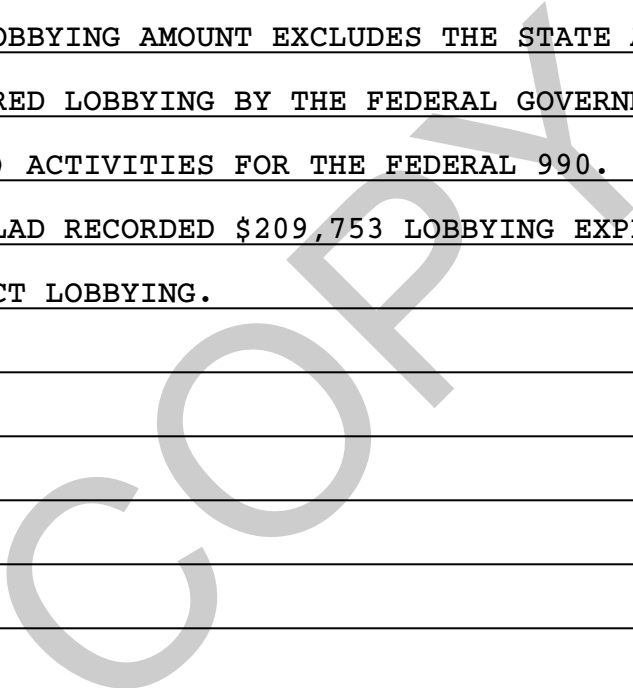 OBBYING AMOUNT EXCLUDES THE STATE
RED LOBBYING BY THE FEDERAL GOVERN
ACTIVITIES FOR THE FEDERAL 990.
LAD RECORDED $209,753 LOBBYING EXP
CT LOBBYING.
COPY